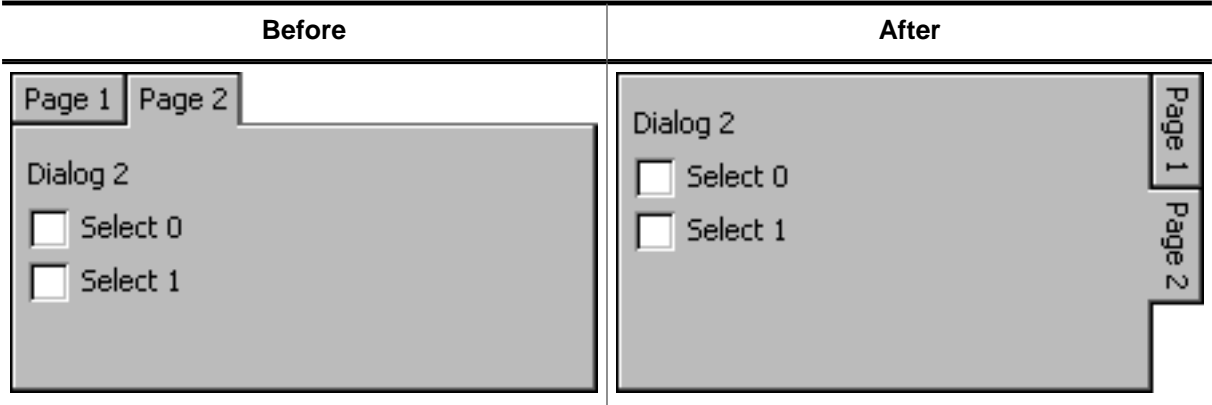 Before
After
Page 1
Page 2
Dialog 2
Select 0
Select 1
Dialog 2
Select 0
Select 1
Page 1
Page 2